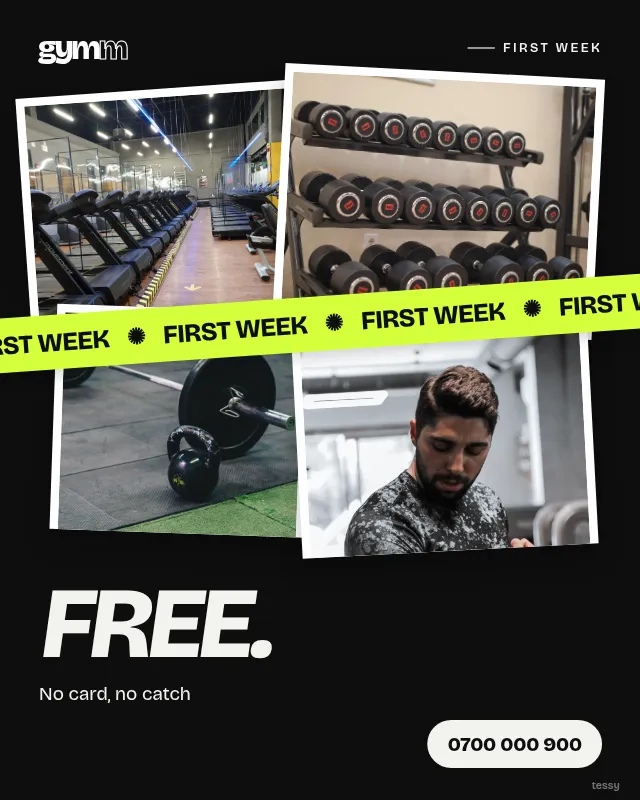 gymm
FIRST WEEK
RST WEEK ✺ FIRST WEEK ✺ FIRST WEEK ✺ FIRST W
FREE.
No card, no catch
0700 000 900
tessy